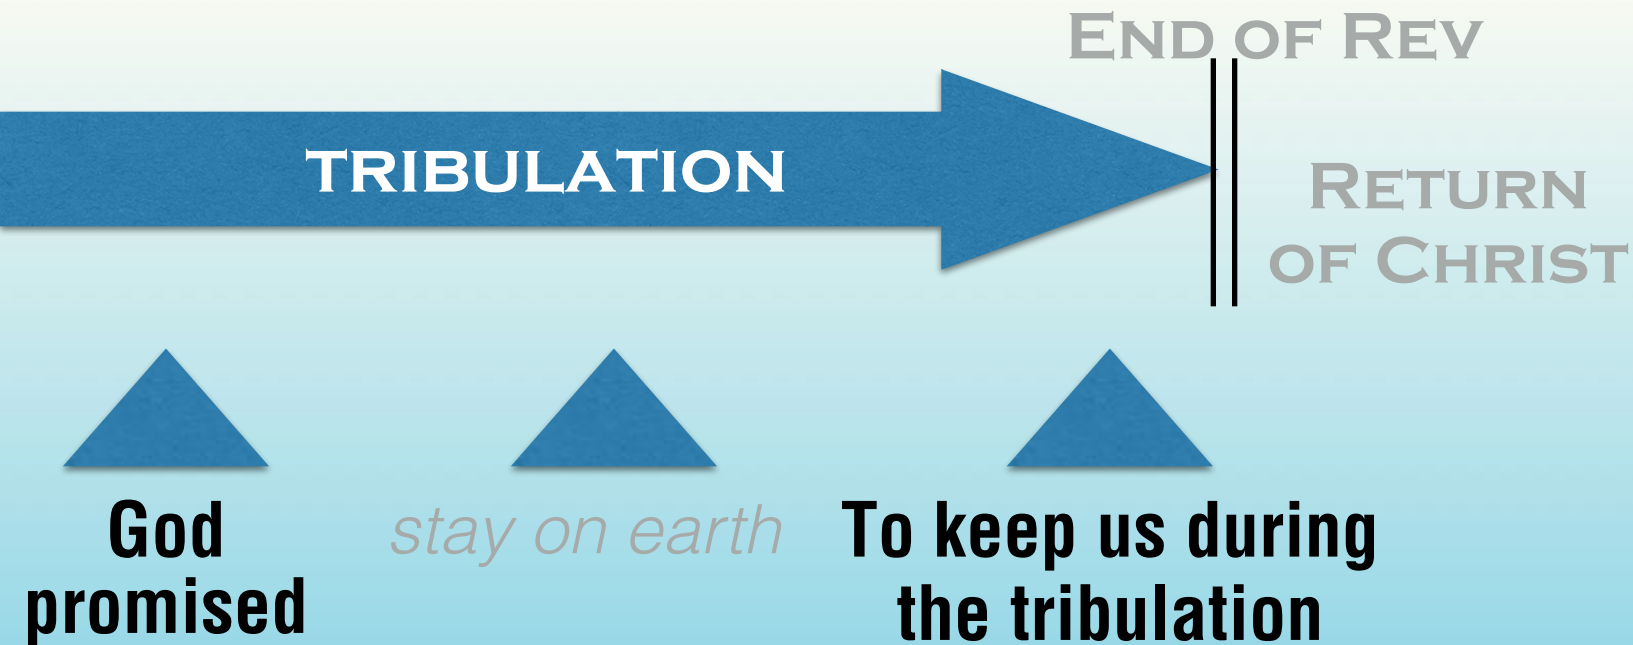 END OF REV
TRIBULATION
RETURN
OF CHRIST
God
promised
stay on earth
To keep us during
the tribulation